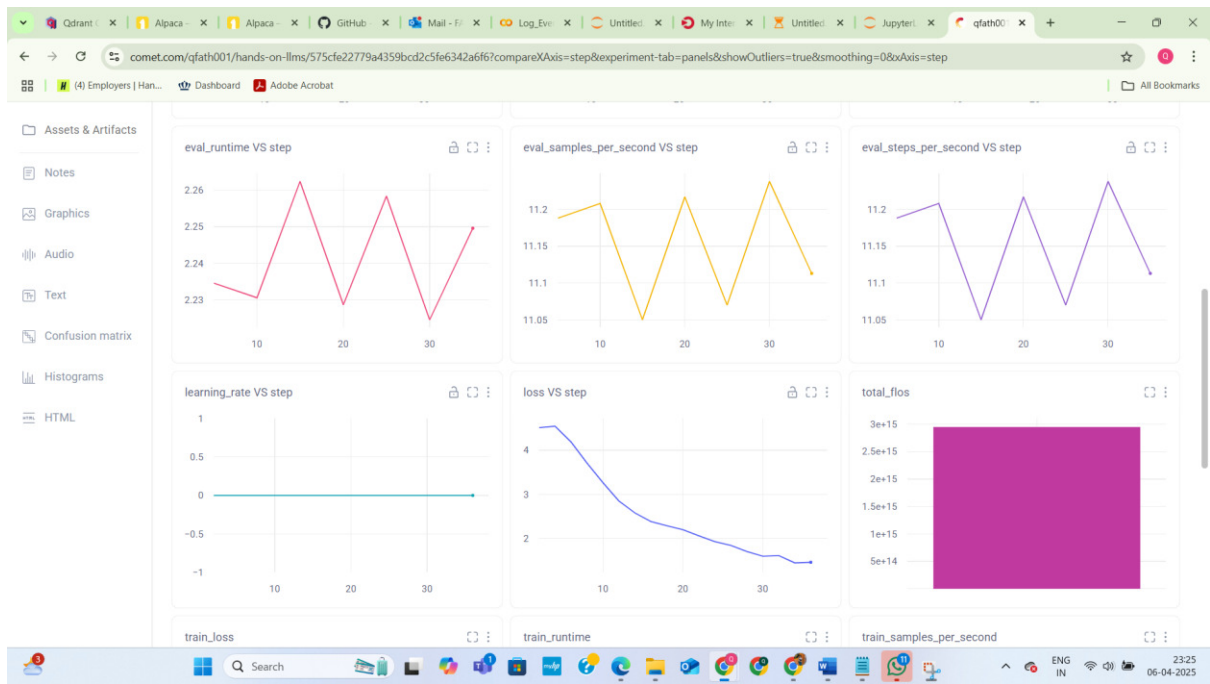 Qdrant C
Alpaca –
Alpaca –
GitHub
Mail - FA
Log_Eve
Untitled
My Inter
Untitled
JupyterL
qfath001
comet.com/qfath001/hands-on-llms/575cfe22779a4359bcd2c5fe6342a6f6?compareXAxis=step&experiment-tab=panels&showOutliers=true&smoothing=0&xAxis=step
Q
(4) Employers | Han...
Dashboard
Adobe Acrobat
All Bookmarks
Assets & Artifacts
Notes
Graphics
Audio
Text
Confusion matrix
Histograms
HTML
eval_runtime VS step
2.26
2.25
2.24
2.23
10 20 30
eval_samples_per_second VS step
11.2
11.15
11.1
11.05
10 20 30
eval_steps_per_second VS step
11.2
11.15
11.1
11.05
10 20 30
learning_rate VS step
1
0.5
0
−0.5
−1
10 20 30
loss VS step
4
3
2
10 20 30
total_flos
3e+15
2.5e+15
2e+15
1.5e+15
1e+15
5e+14
train_loss
train_runtime
train_samples_per_second
3
Search
ENG
IN
23:25
06-04-2025